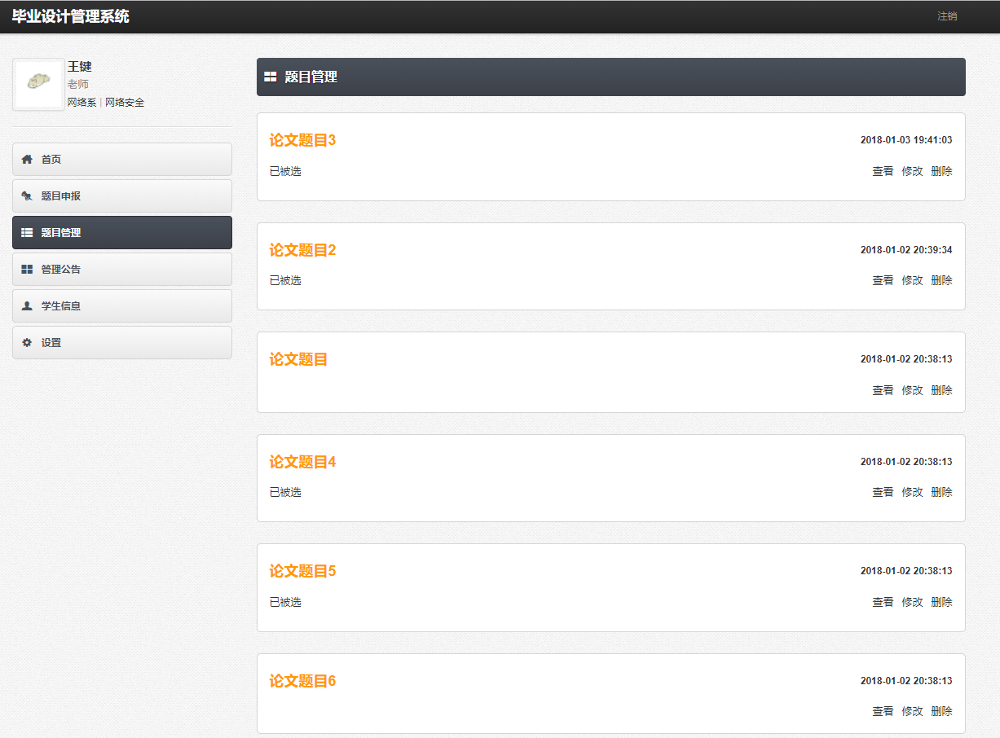 毕业设计管理系统
注销
王键
老师
网络系 | 网络安全
首页
题目申报
题目管理
管理公告
学生信息
设置
题目管理
论文题目3
2018-01-03 19:41:03
已被选
查看 修改 删除
论文题目2
2018-01-02 20:39:34
已被选
查看 修改 删除
论文题目
2018-01-02 20:38:13
查看 修改 删除
论文题目4
2018-01-02 20:38:13
已被选
查看 修改 删除
论文题目5
2018-01-02 20:38:13
已被选
查看 修改 删除
论文题目6
2018-01-02 20:38:13
查看 修改 删除